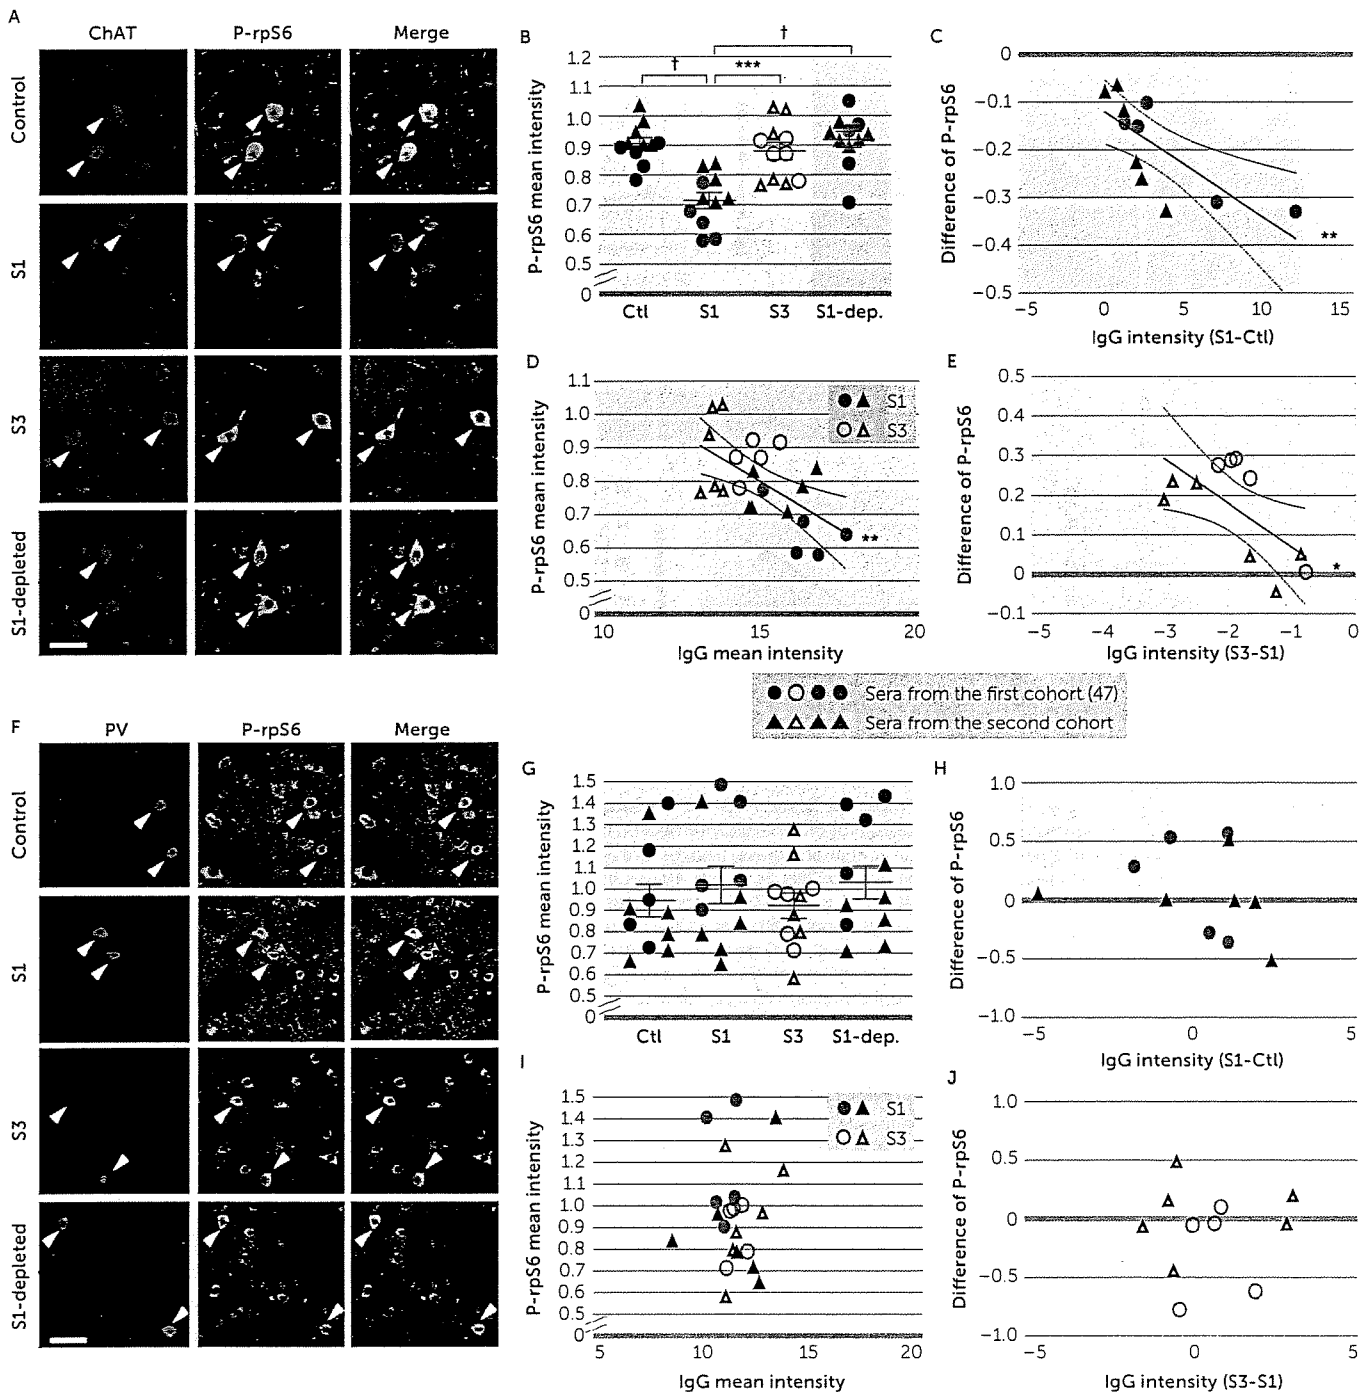 A
ChAT P-rpS6 Merge
Control
S1
S3
S1-depleted
B
P-rpS6 mean intensity
1.2
1.1
1.0
0.9
0.8
0.7
0.6
0.5
0
† *** †
Ctl S1 S3 S1-dep.
C
Difference of P-rpS6
0
−0.1
−0.2
−0.3
−0.4
−0.5
**
−5 0 5 10 15
IgG intensity (S1-Ctl)
D
P-rpS6 mean intensity
1.1
1.0
0.9
0.8
0.7
0.6
0.5
0
S1
S3
**
10 15 20
IgG mean intensity
E
Difference of P-rpS6
0.5
0.4
0.3
0.2
0.1
0
−0.1
*
−5 −4 −3 −2 −1 0
IgG intensity (S3-S1)
Sera from the first cohort (47)
Sera from the second cohort
F
PV P-rpS6 Merge
Control
S1
S3
S1-depleted
G
P-rpS6 mean intensity
1.5
1.4
1.3
1.2
1.1
1.0
0.9
0.8
0.7
0.6
0.5
0
Ctl S1 S3 S1-dep.
H
Difference of P-rpS6
1.0
0.5
0
−0.5
−1.0
−5 0 5
IgG intensity (S1-Ctl)
I
P-rpS6 mean intensity
1.5
1.4
1.3
1.2
1.1
1.0
0.9
0.8
0.7
0.6
0.5
0
S1
S3
5 10 15 20
IgG mean intensity
J
Difference of P-rpS6
1.0
0.5
0
−0.5
−1.0
−5 0 5
IgG intensity (S3-S1)